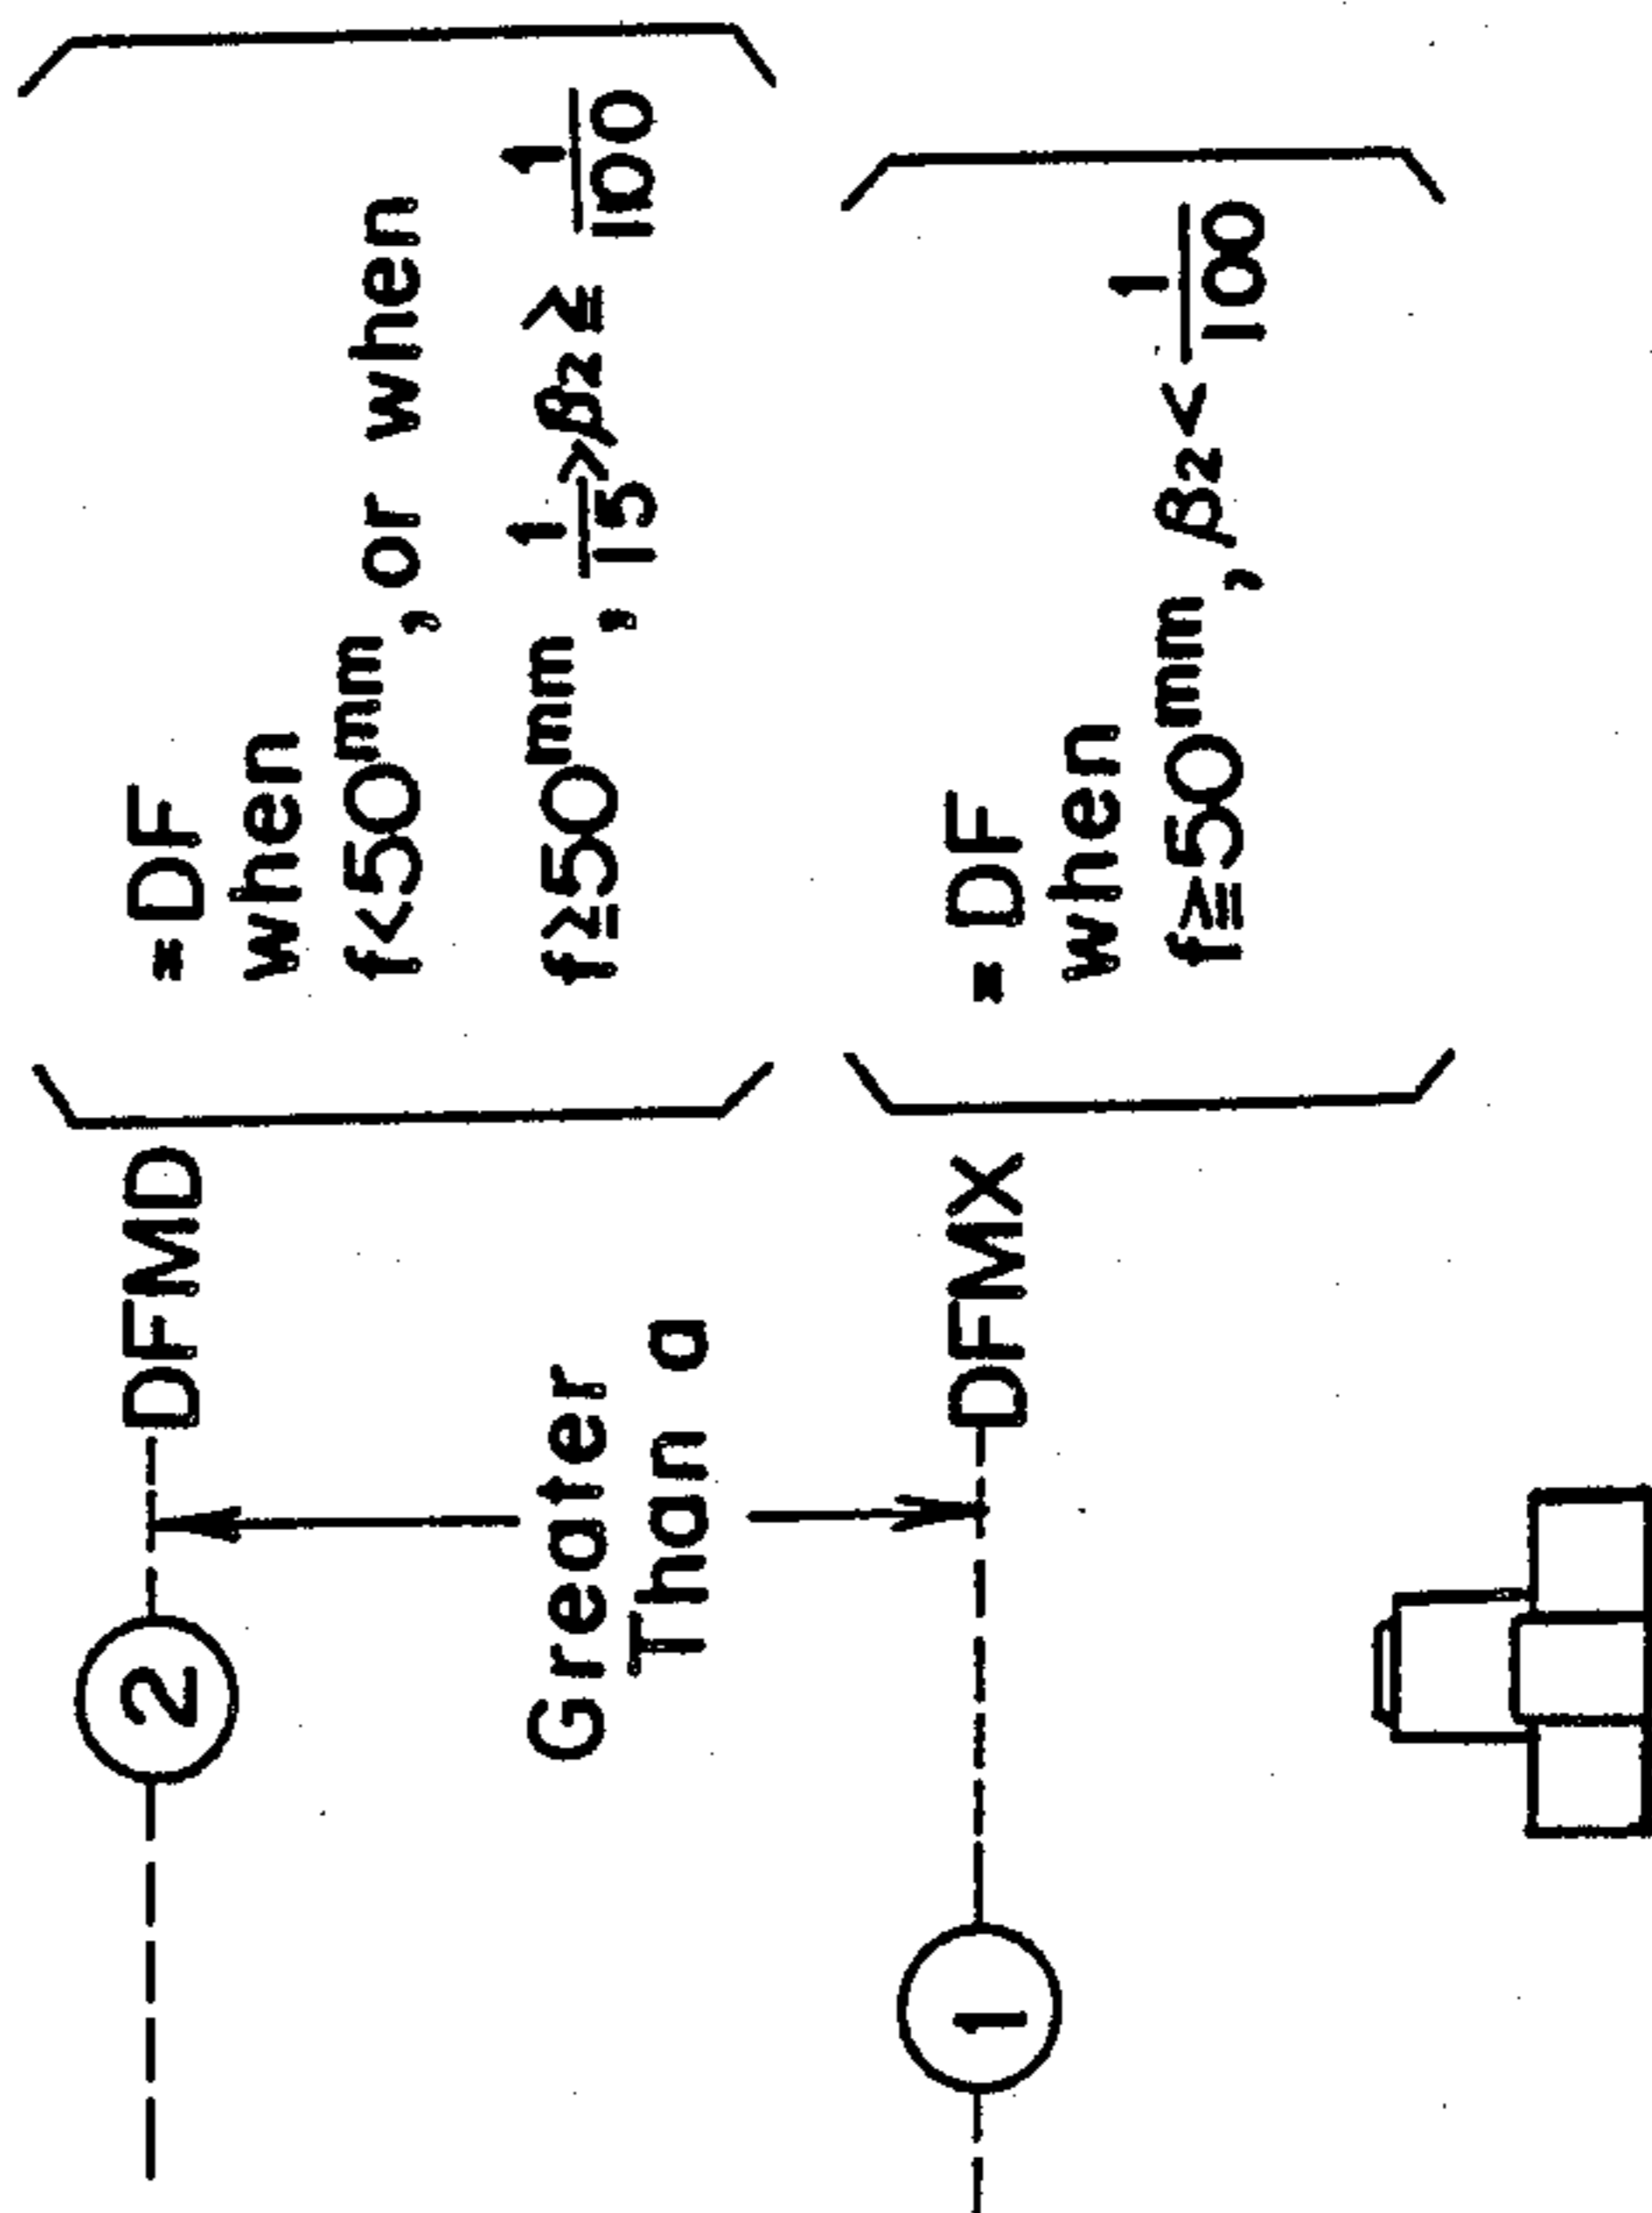 ② DFMD
≈DF
when
f<50mm, or when
f≧50mm, 1/15>β2≧1/100
Greater
Than a
① DFMX
≈ DF
when
f≧50mm, β2<1/100